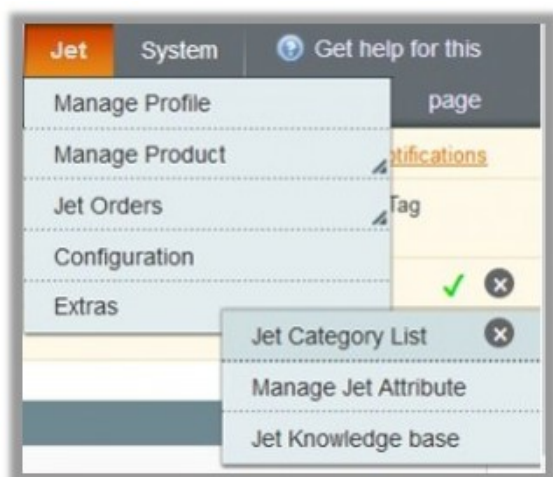 Jet System Get help for this
page
Manage Profile
Manage Product
Jet Orders
Configuration
Extras
Tag
Jet Category List
Manage Jet Attribute
Jet Knowledge base